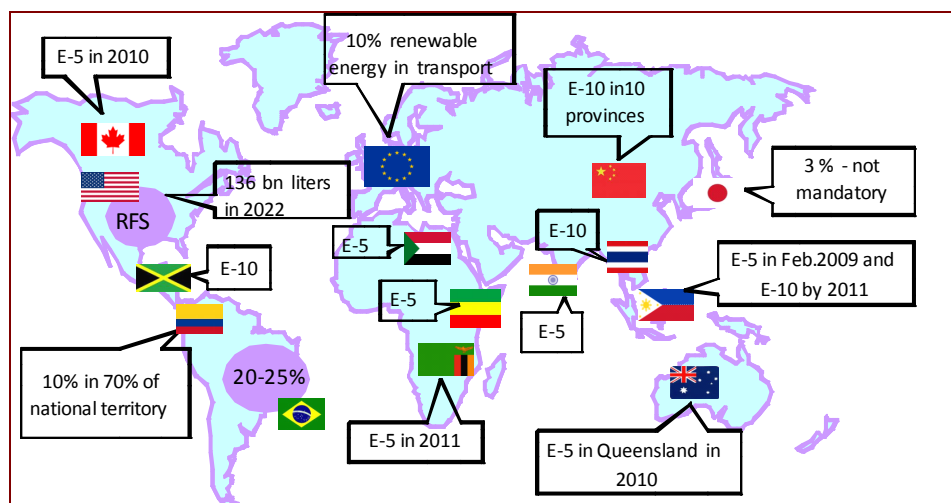 E-5 in 2010
10% renewable
energy in transport
E-10 in10
provinces
136 bn liters
in 2022
3 % - not
mandatory
RFS
E-5
E-10
E-10
E-5 in Feb.2009 and
E-10 by 2011
E-5
E-5
10% in 70% of
national territory
20-25%
E-5 in 2011
E-5 in Queensland in
2010